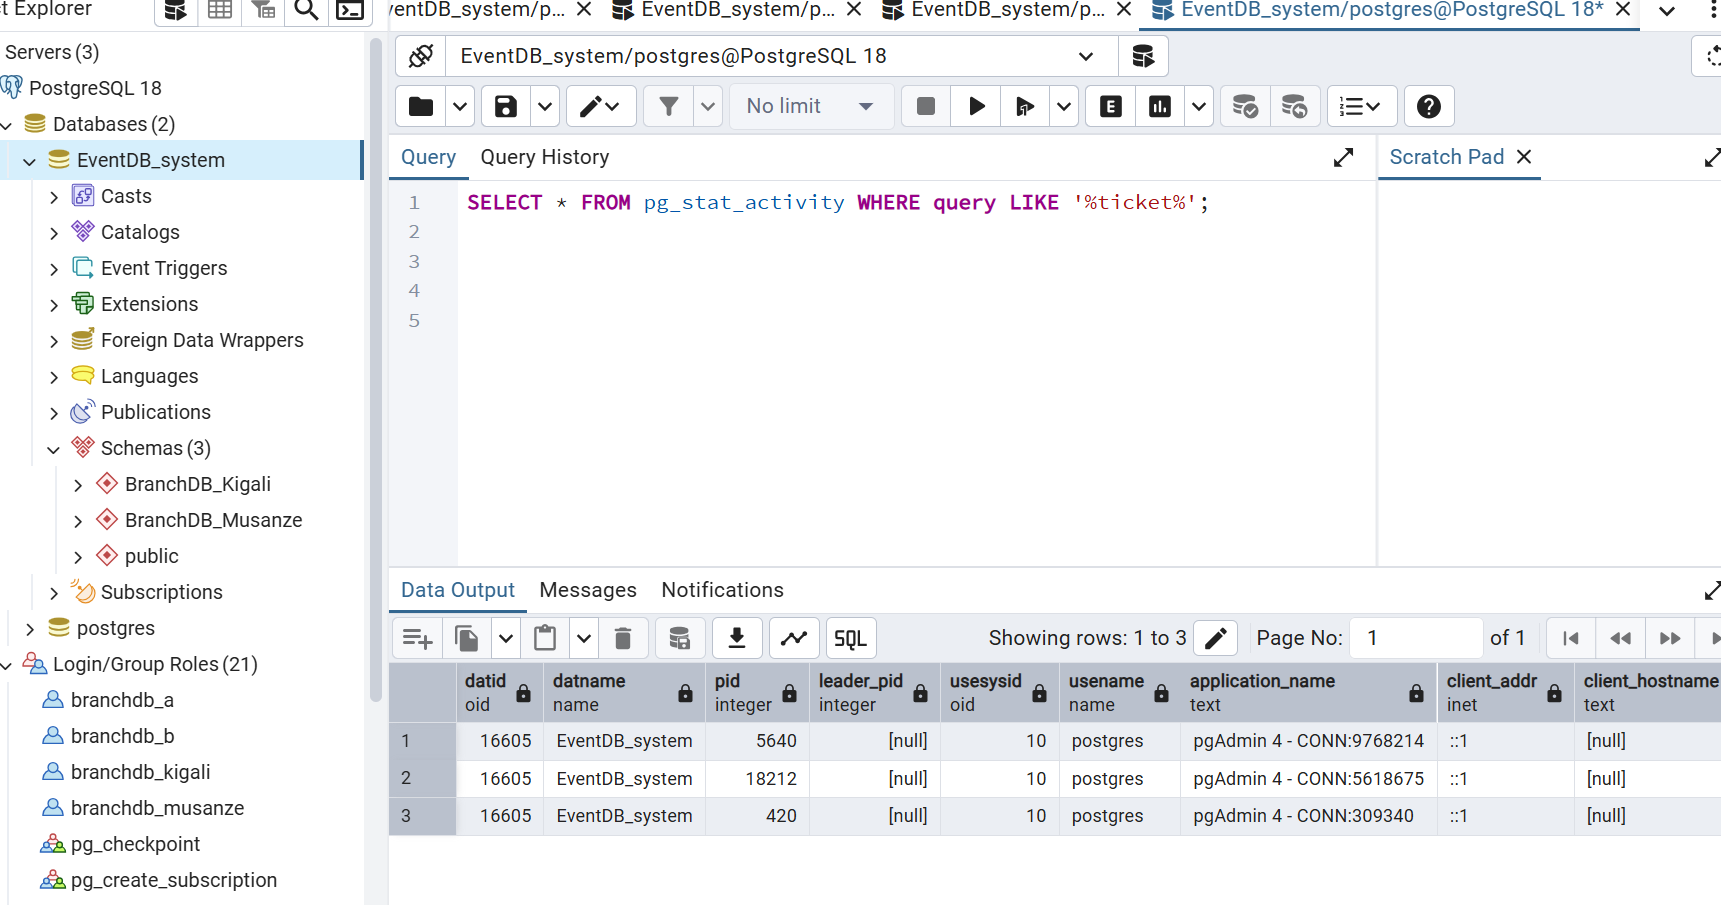 t Explorer
Servers (3)
PostgreSQL 18
Databases (2)
EventDB_system
Casts
Catalogs
Event Triggers
Extensions
Foreign Data Wrappers
Languages
Publications
Schemas (3)
BranchDB_Kigali
BranchDB_Musanze
public
Subscriptions
postgres
Login/Group Roles (21)
branchdb_a
branchdb_b
branchdb_kigali
branchdb_musanze
pg_checkpoint
pg_create_subscription
entDB_system/p... EventDB_system/p... EventDB_system/p... EventDB_system/postgres@PostgreSQL 18*
EventDB_system/postgres@PostgreSQL 18
No limit E
Query Query History Scratch Pad
1 SELECT * FROM pg_stat_activity WHERE query LIKE '%ticket%';
2
3
4
5
Data Output Messages Notifications
SQL Showing rows: 1 to 3 Page No: 1 of 1
datid datname pid leader_pid usesysid usename application_name client_addr client_hostname
oid name integer integer oid name text inet text
1 16605 EventDB_system 5640 [null] 10 postgres pgAdmin 4 - CONN:9768214 ::1 [null]
2 16605 EventDB_system 18212 [null] 10 postgres pgAdmin 4 - CONN:5618675 ::1 [null]
3 16605 EventDB_system 420 [null] 10 postgres pgAdmin 4 - CONN:309340 ::1 [null]